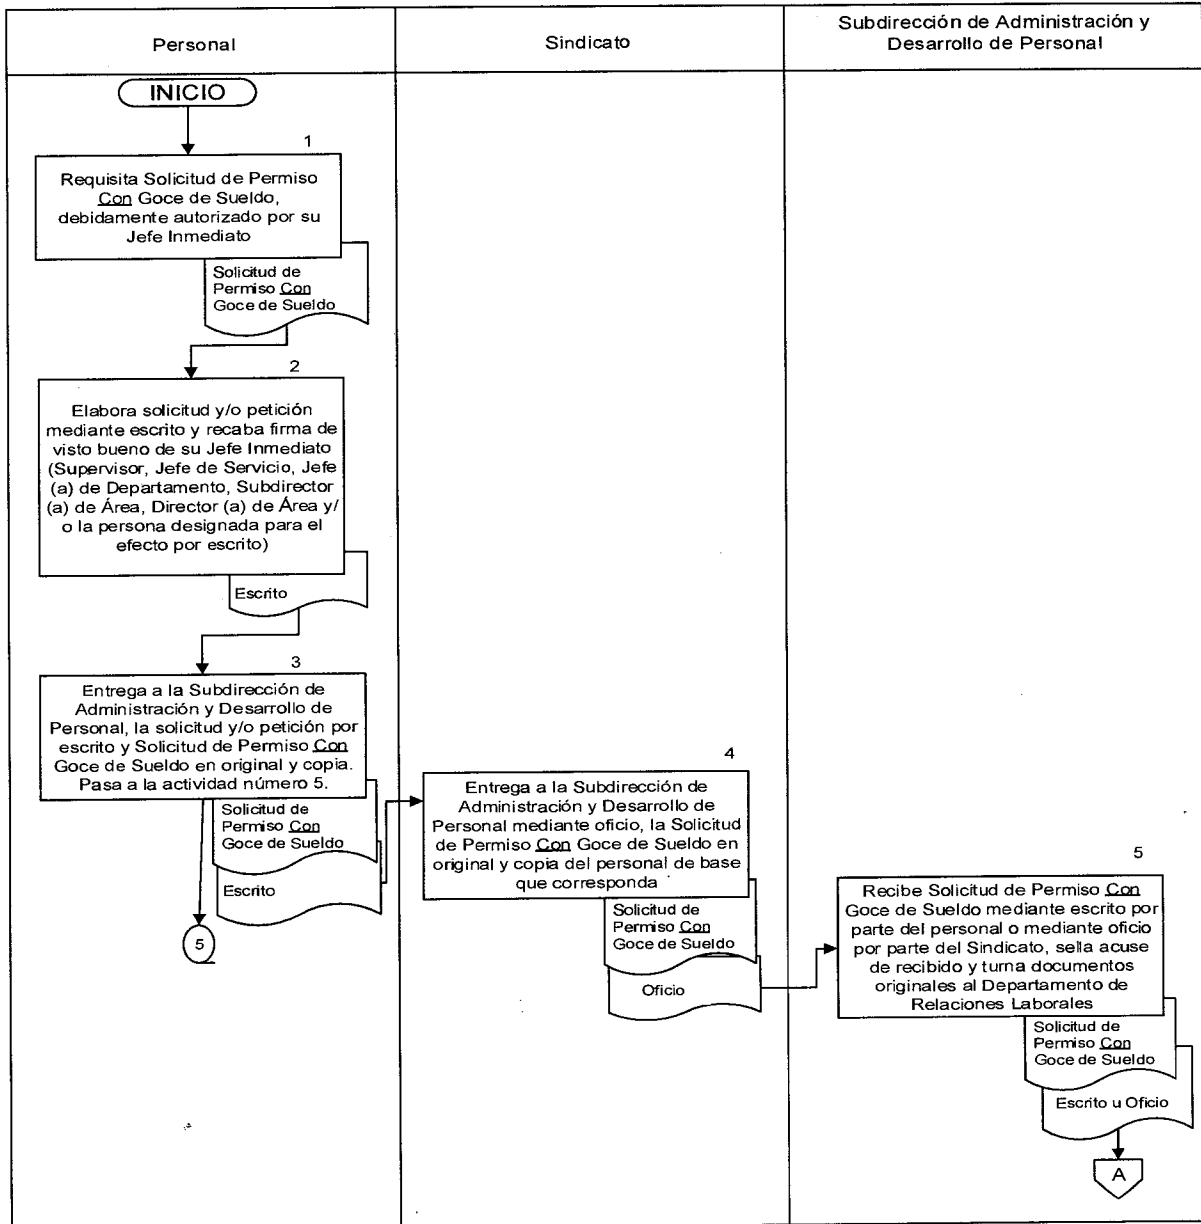 Personal
Sindicato
Subdirección de Administración y
Desarrollo de Personal
INICIO
1
Requisita Solicitud de Permiso
Con Goce de Sueldo,
debidamente autorizado por su
Jefe Inmediato
Solicitud de
Permiso Con
Goce de Sueldo
2
Elabora solicitud y/o petición
mediante escrito y recaba firma de
visto bueno de su Jefe Inmediato
(Supervisor, Jefe de Servicio, Jefe
(a) de Departamento, Subdirector
(a) de Área, Director (a) de Área y/
o la persona designada para el
efecto por escrito)
Escrito
3
Entrega a la Subdirección de
Administración y Desarrollo de
Personal, la solicitud y/o petición por
escrito y Solicitud de Permiso Con
Goce de Sueldo en original y copia.
Pasa a la actividad número 5.
Solicitud de
Permiso Con
Goce de Sueldo
Escrito
5
4
Entrega a la Subdirección de
Administración y Desarrollo de
Personal mediante oficio, la Solicitud
de Permiso Con Goce de Sueldo en
original y copia del personal de base
que corresponda
Solicitud de
Permiso Con
Goce de Sueldo
Oficio
5
Recibe Solicitud de Permiso Con
Goce de Sueldo mediante escrito por
parte del personal o mediante oficio
por parte del Sindicato, sella acuse
de recibido y turna documentos
originales al Departamento de
Relaciones Laborales
Solicitud de
Permiso Con
Goce de Sueldo
Escrito u Oficio
A